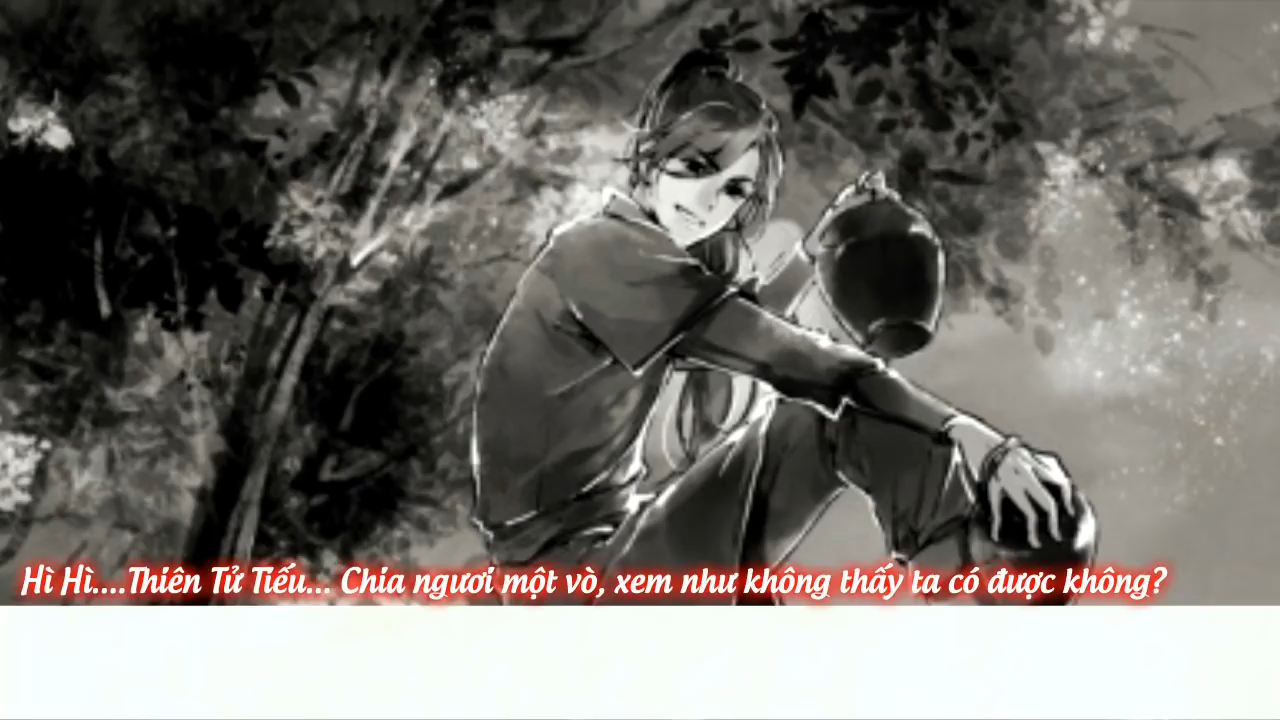 Hì Hì....Thiên Tử Tiếu... Chia ngươi một vò, xem như không thấy ta có được không?